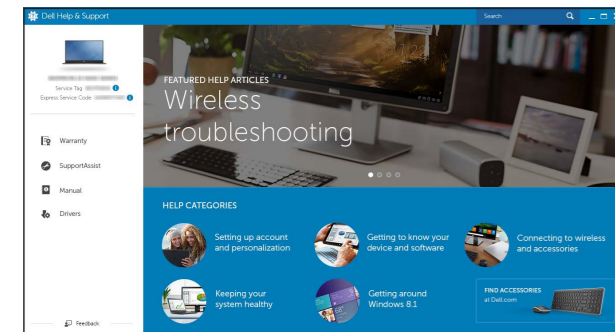 Dell Help & Support
Search
Service Tag
Express Service Code
Warranty
SupportAssist
Manual
Drivers
Feedback
FEATURED HELP ARTICLES
Wireless
troubleshooting
HELP CATEGORIES
Setting up account
and personalization
Getting to know your
device and software
Connecting to wireless
and accessories
Keeping your
system healthy
Getting around
Windows 8.1
FIND ACCESSORIES
at Dell.com